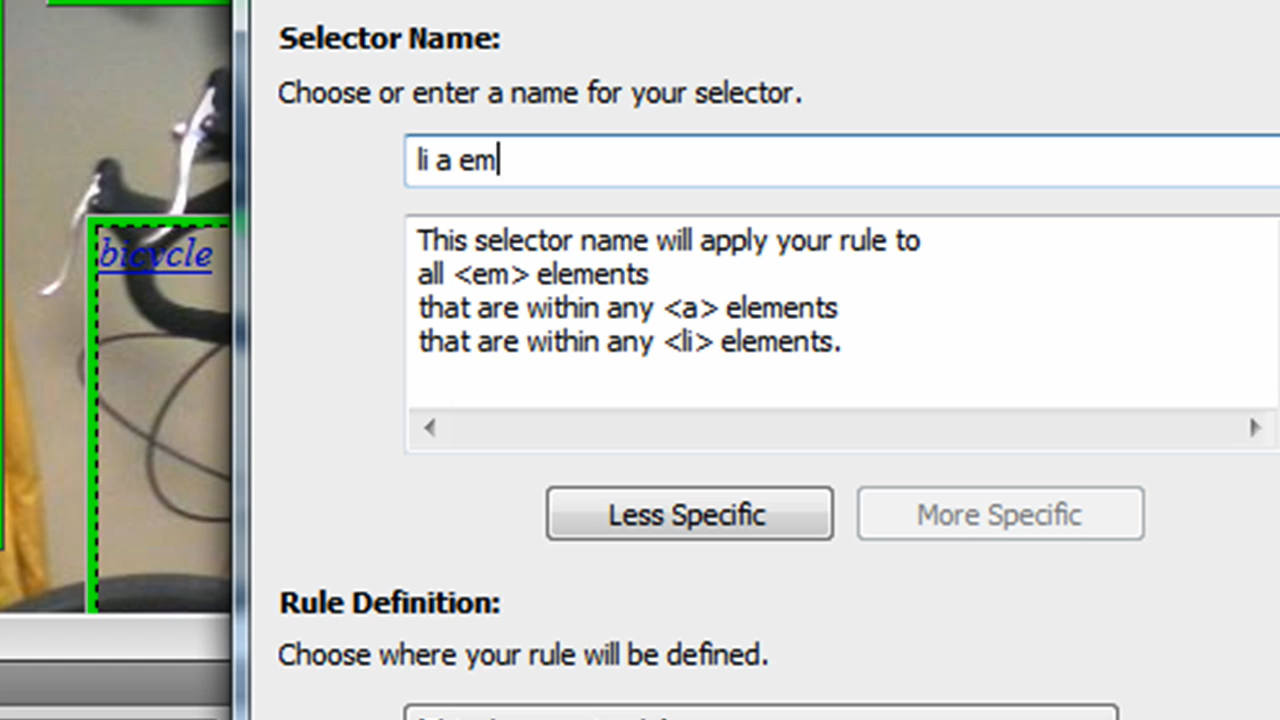 Selector Name:
Choose or enter a name for your selector.
li a em
bicycle
This selector name will apply your rule to
all <em> elements
that are within any <a> elements
that are within any <li> elements.
Less Specific
More Specific
Rule Definition:
Choose where your rule will be defined.